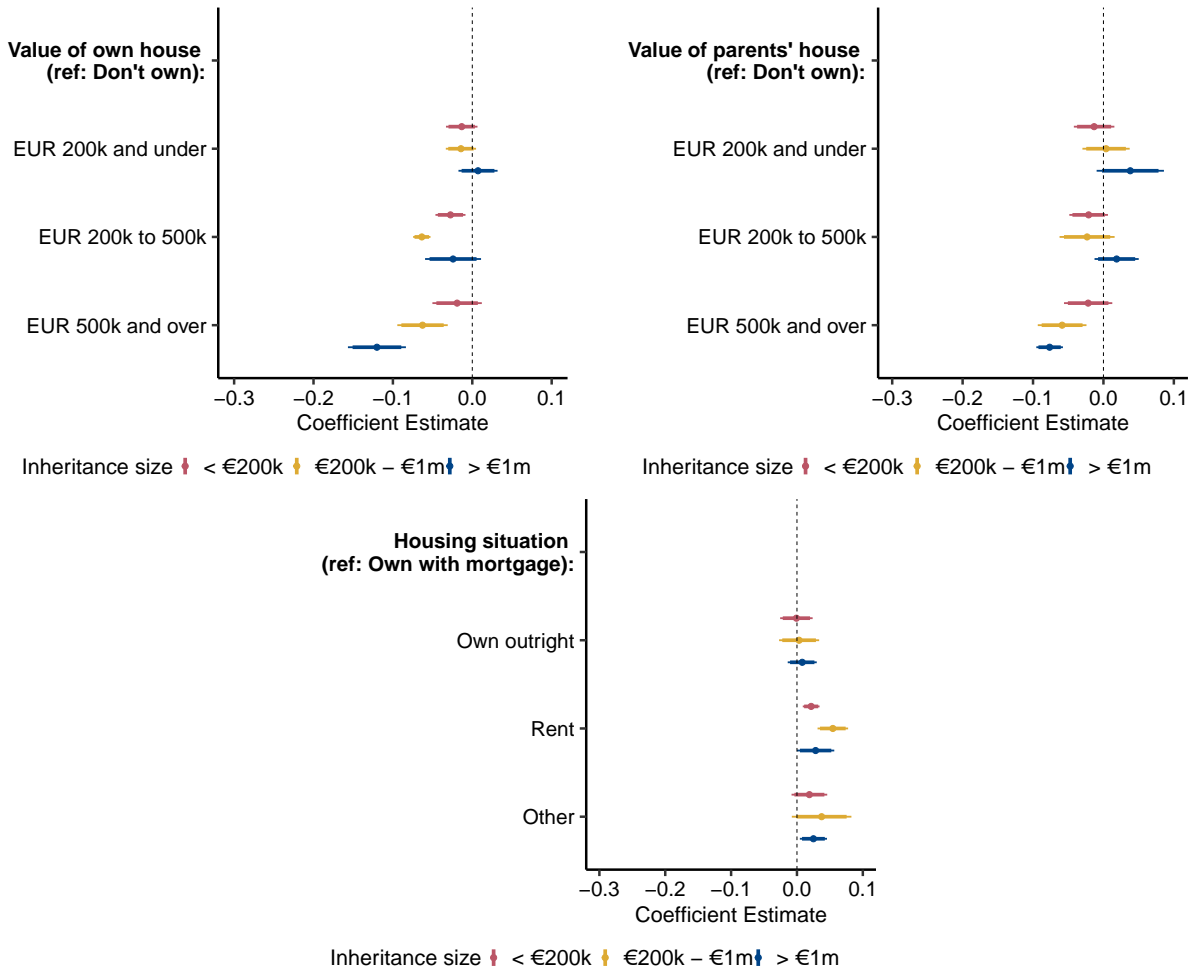 Value of own house
(ref: Don't own):
EUR 200k and under
EUR 200k to 500k
EUR 500k and over
−0.3 −0.2 −0.1 0.0 0.1
Coefficient Estimate
Inheritance size < €200k €200k − €1m > €1m
Value of parents' house
(ref: Don't own):
EUR 200k and under
EUR 200k to 500k
EUR 500k and over
−0.3 −0.2 −0.1 0.0 0.1
Coefficient Estimate
Inheritance size < €200k €200k − €1m > €1m
Housing situation
(ref: Own with mortgage):
Own outright
Rent
Other
−0.3 −0.2 −0.1 0.0 0.1
Coefficient Estimate
Inheritance size < €200k €200k − €1m > €1m